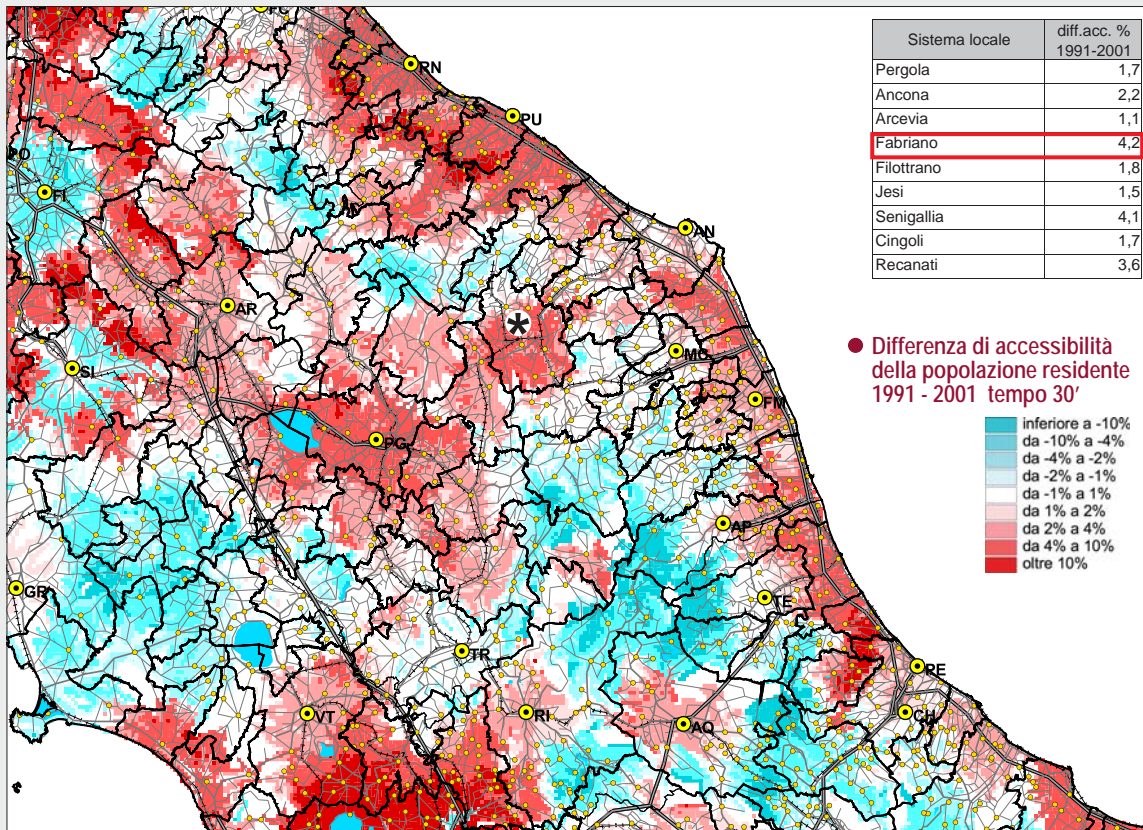 Sistema locale
diff.acc. %
1991-2001
Pergola 1,7
Ancona 2,2
Arcevia 1,1
Fabriano 4,2
Filottrano 1,8
Jesi 1,5
Senigallia 4,1
Cingoli 1,7
Recanati 3,6
● Differenza di accessibilità
della popolazione residente
1991 - 2001 tempo 30'
inferiore a -10%
da -10% a -4%
da -4% a -2%
da -2% a -1%
da -1% a 1%
da 1% a 2%
da 2% a 4%
da 4% a 10%
oltre 10%
RN
PU
FI
AN
AR
*
MC
SI
FM
PG
AP
GR
TE
TR
PE
VT
RI
AQ
CH